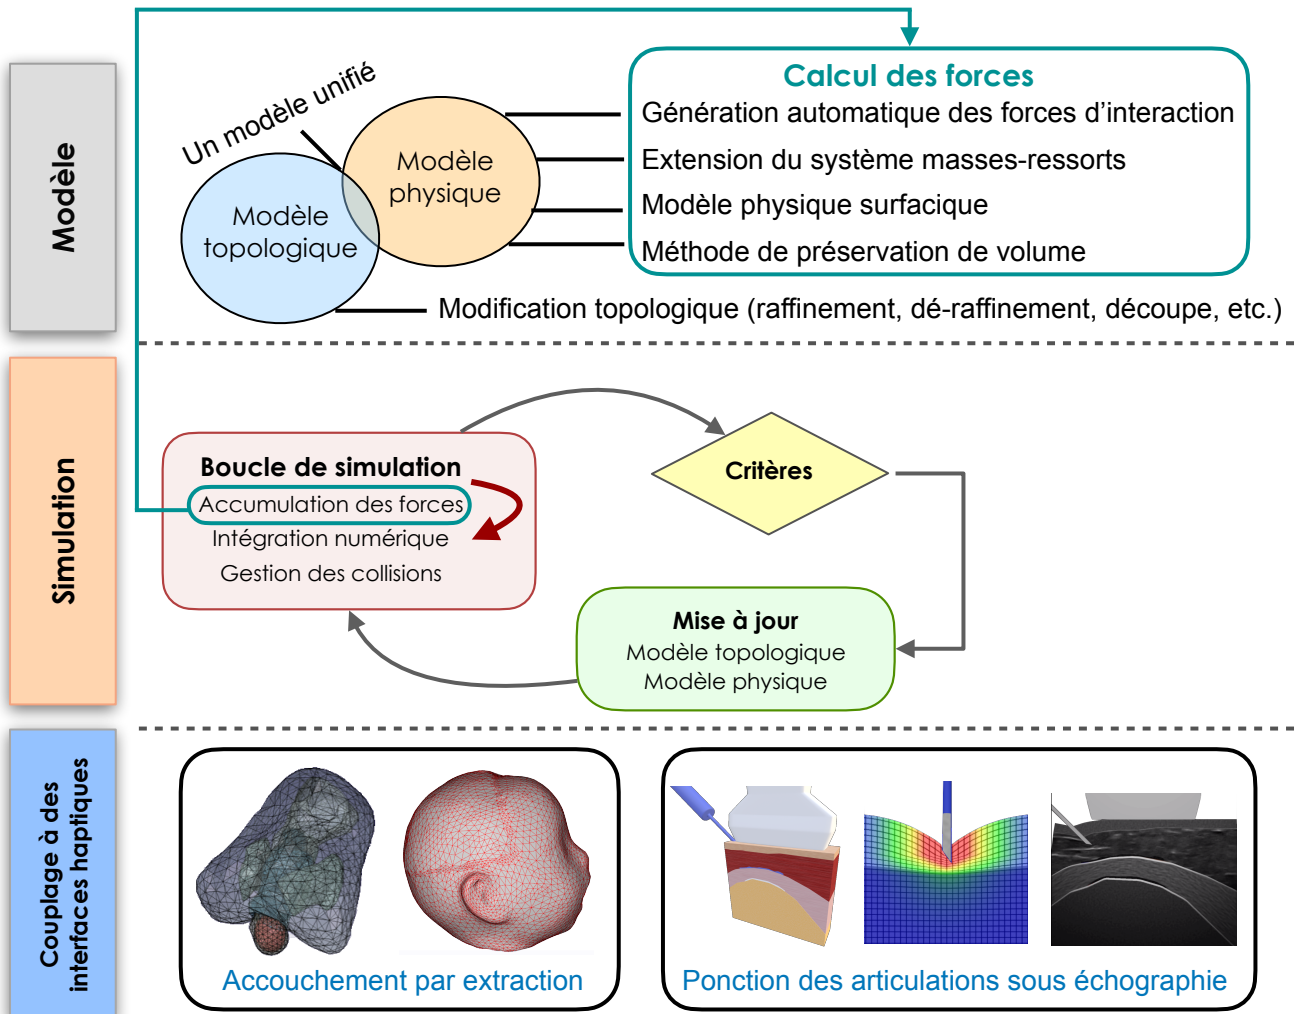 Modèle
Un modèle unifié
Modèle
physique
Modèle
topologique
Calcul des forces
Génération automatique des forces d’interaction
Extension du système masses-ressorts
Modèle physique surfacique
Méthode de préservation de volume
Modification topologique (raffinement, dé-raffinement, découpe, etc.)
Simulation
Boucle de simulation
Accumulation des forces
Intégration numérique
Gestion des collisions
Critères
Mise à jour
Modèle topologique
Modèle physique
Couplage à des
interfaces haptiques
Accouchement par extraction
Ponction des articulations sous échographie